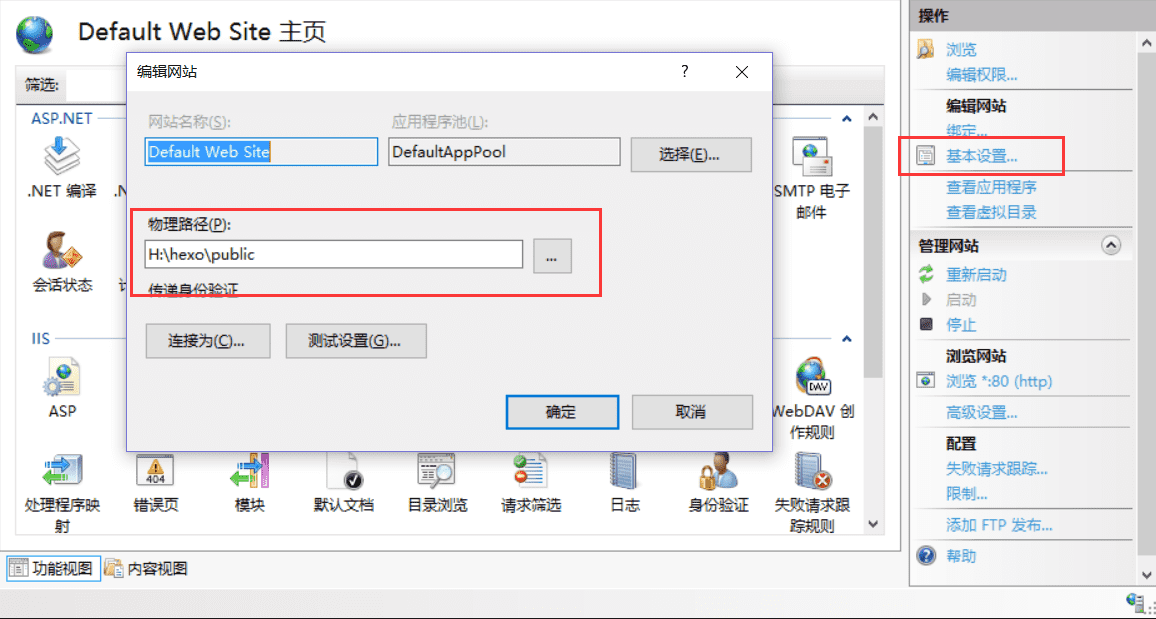 Default Web Site 主页
筛选:
ASP.NET
.NET 编译
会话状态
SMTP 电子
邮件
IIS
ASP
WebDAV 创
作规则
处理程序映
射
错误页
模块
默认文档
目录浏览
请求筛选
日志
身份验证
失败请求跟
踪规则
功能视图
内容视图
编辑网站
?
网站名称(S):
应用程序池(L):
Default Web Site
DefaultAppPool
选择(E)...
物理路径(P):
H:\hexo\public
...
传递身份验证
连接为(C)...
测试设置(G)...
确定
取消
操作
浏览
编辑权限...
编辑网站
绑定...
基本设置...
查看应用程序
查看虚拟目录
管理网站
重新启动
启动
停止
浏览网站
浏览 *:80 (http)
高级设置...
配置
失败请求跟踪...
限制...
添加 FTP 发布...
帮助